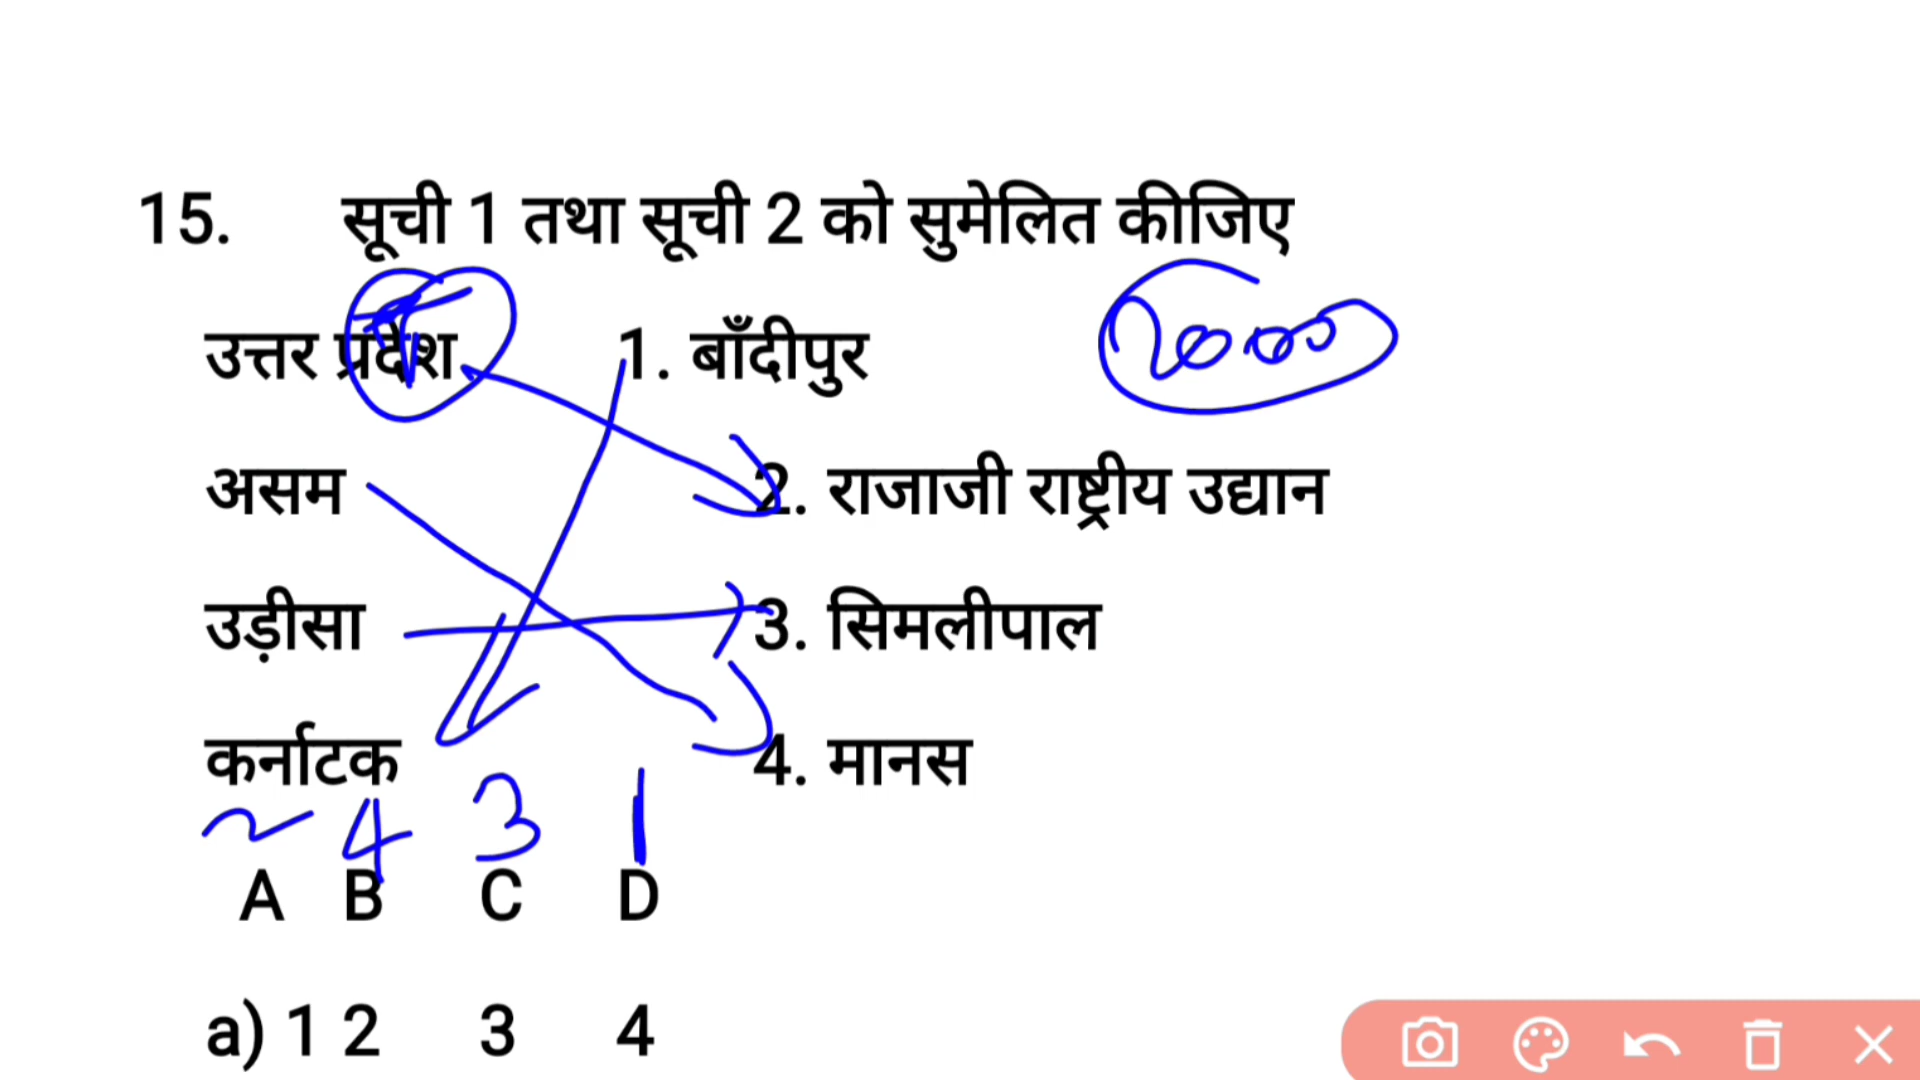 15. सूची 1 तथा सूची 2 को सुमेलित कीजिए
उत्तर प्रदेश 1. बाँदीपुर
असम 2. राजाजी राष्ट्रीय उद्यान
उड़ीसा 3. सिमलीपाल
कर्नाटक 4. मानस
2 4 3 1
A B C D
a) 1 2 3 4